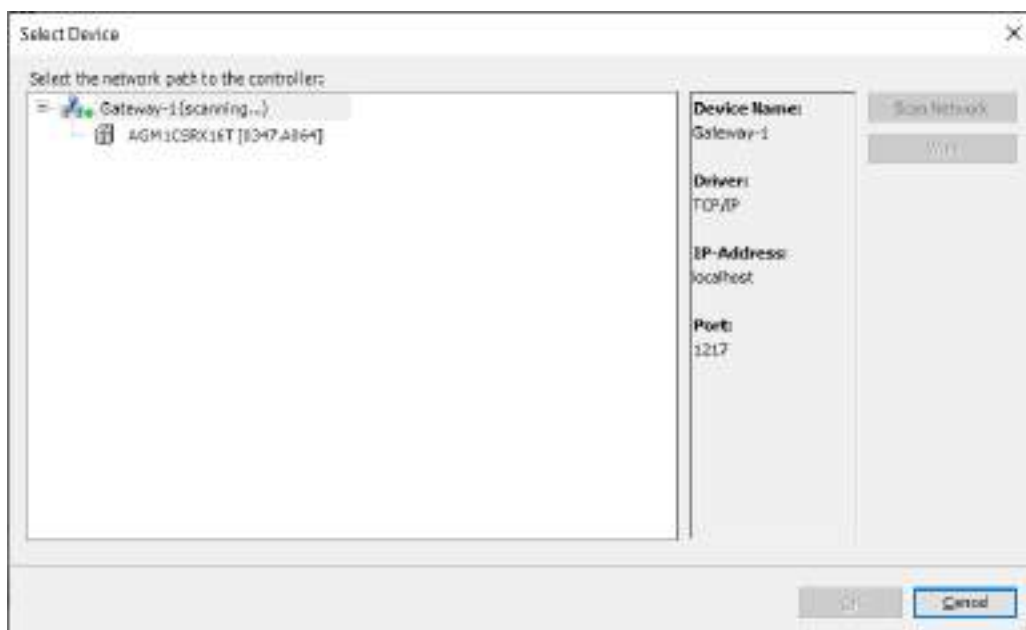 Select Device
Select the network path to the controller:
Gateway-1(scanning...)
Device Name:
Gateway-1
Driver:
TCP/IP
IP-Address:
localhost
Port:
1217
Scan Network
Cancel